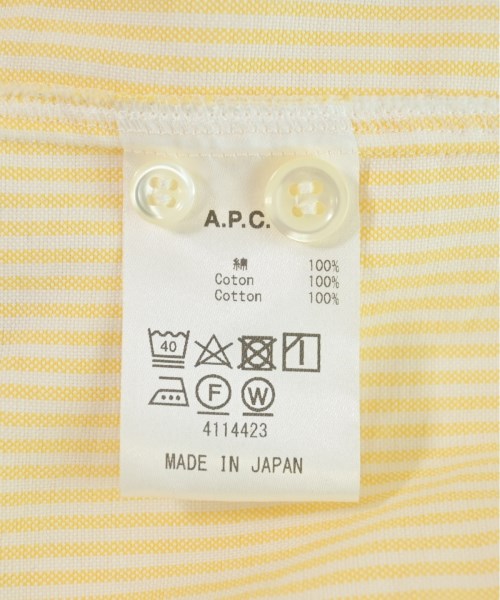 A.P.C.
綿 100%
Coton 100%
Cotton 100%
40
F W
4114423
MADE IN JAPAN